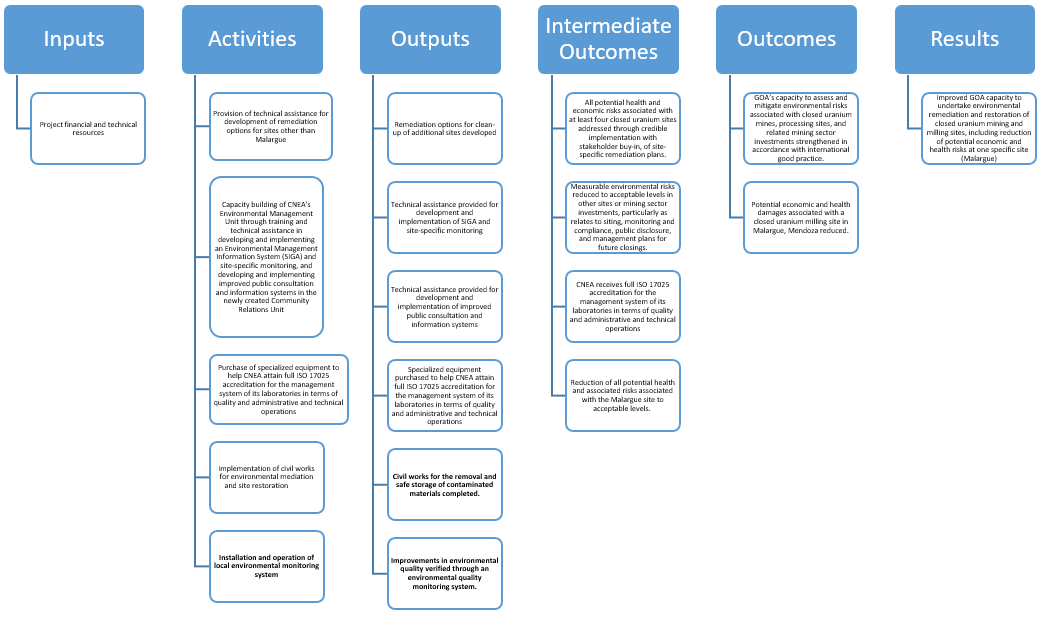 Inputs
Project financial and technical
resources
Activities
Provision of technical assistance for
development of remediation
options for sites other than
Malargue
Capacity building of CNEA's
Environmental Management
Unit through training and
technical assistance in
developing and implementing
an Environmental Management
Information System (SIGA) and
site-specific monitoring, and
developing and implementing
improved public consultation
and information systems in the
newly created Community
Relations Unit
Purchase of specialized equipment to
help CNEA attain full ISO 17025
accreditation for the management
system of its laboratories in terms of
quality and administrative and technical
operations
Implementation of civil works
for environmental mediation
and site restoration
Installation and operation of
local environmental monitoring
system
Outputs
Remediation options for clean-
up of additional sites developed
Technical assistance provided for
development and
implementation of SIGA and
site-specific monitoring
Technical assistance provided for
development and
implementation of improved
public consultation and
information systems
Specialized equipment
purchased to help CNEA attain
full ISO 17025 accreditation for
the management system of its
laboratories in terms of quality
and administrative and technical
operations
Civil works for the removal and
safe storage of contaminated
materials completed.
Improvements in environmental
quality verified through an
environmental quality
monitoring system.
Intermediate
Outcomes
All potential health and
economic risks associated with
at least four closed uranium sites
addressed through credible
implementation with
stakeholder buy-in, of site-
specific remediation plans.
Measurable environmental risks
reduced to acceptable levels in
other sites or mining sector
investments, particularly as
relates to siting, monitoring and
compliance, public disclosure,
and management plans for
future closings.
CNEA receives full ISO 17025
accreditation for the
management system of its
laboratories in terms of quality
and administrative and technical
operations
Reduction of all potential health
and associated risks associated
with the Malargue site to
acceptable levels.
Outcomes
GOA's capacity to assess and
mitigate environmental risks
associated with closed uranium
mines, processing sites, and
related mining sector
investments strengthened in
accordance with international
good practice.
Potential economic and health
damages associated with a
closed uranium milling site in
Malargue, Mendoza reduced.
Results
Improved GOA capacity to
undertake environmental
remediation and restoration of
closed uranium mining and
milling sites, including reduction
of potential economic and
health risks at one specific site
(Malargue)